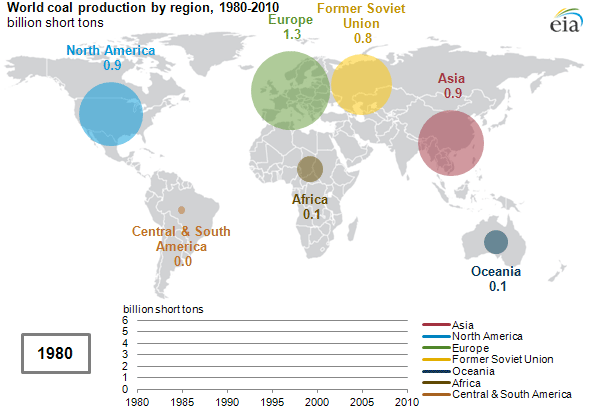 World coal production by region, 1980-2010
billion short tons
eia
Former Soviet
Union
0.8
Europe
1.3
North America
0.9
Asia
0.9
Africa
0.1
Central & South
America
0.0
Oceania
0.1
billion short tons
6
5
4
3
2
1
0
1980 1985 1990 1995 2000 2005 2010
1980
Asia
North America
Europe
Former Soviet Union
Oceania
Africa
Central & South America